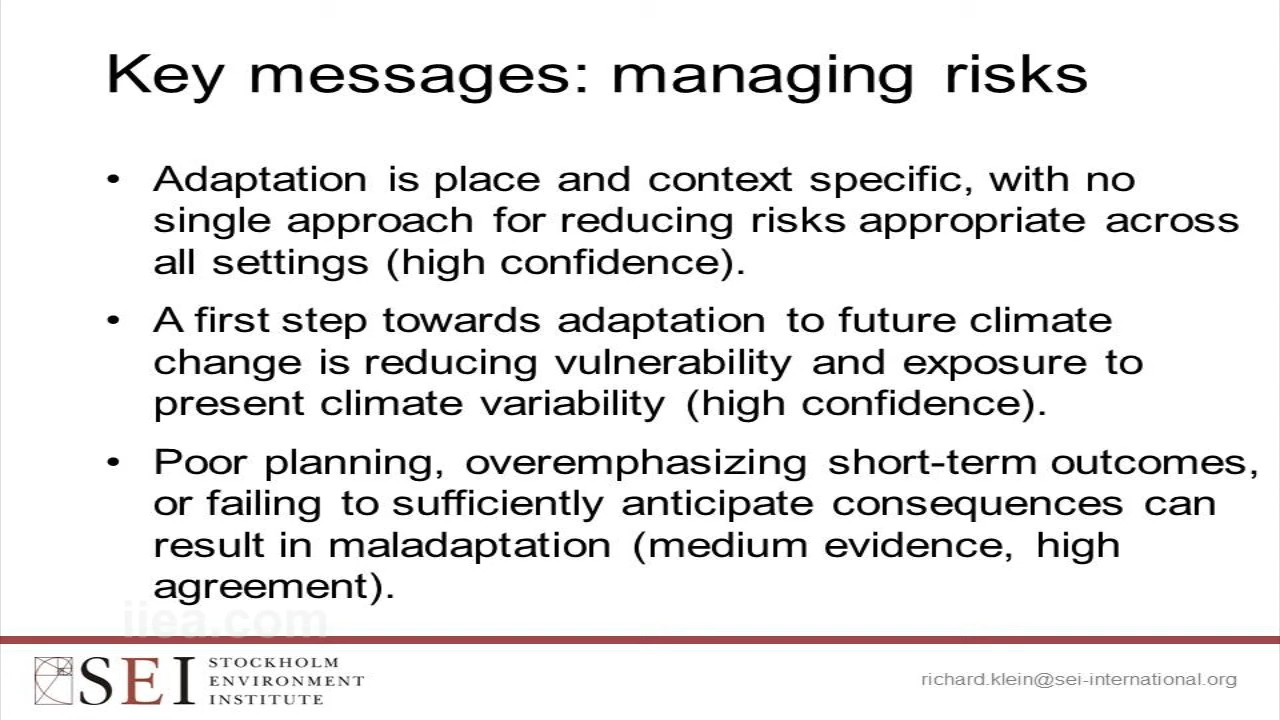 Key messages: managing risks
• Adaptation is place and context specific, with no
single approach for reducing risks appropriate across
all settings (high confidence).
• A first step towards adaptation to future climate
change is reducing vulnerability and exposure to
present climate variability (high confidence).
• Poor planning, overemphasizing short-term outcomes,
or failing to sufficiently anticipate consequences can
result in maladaptation (medium evidence, high
agreement).
iiea.com
SEI STOCKHOLM
ENVIRONMENT
INSTITUTE
richard.klein@sei-international.org